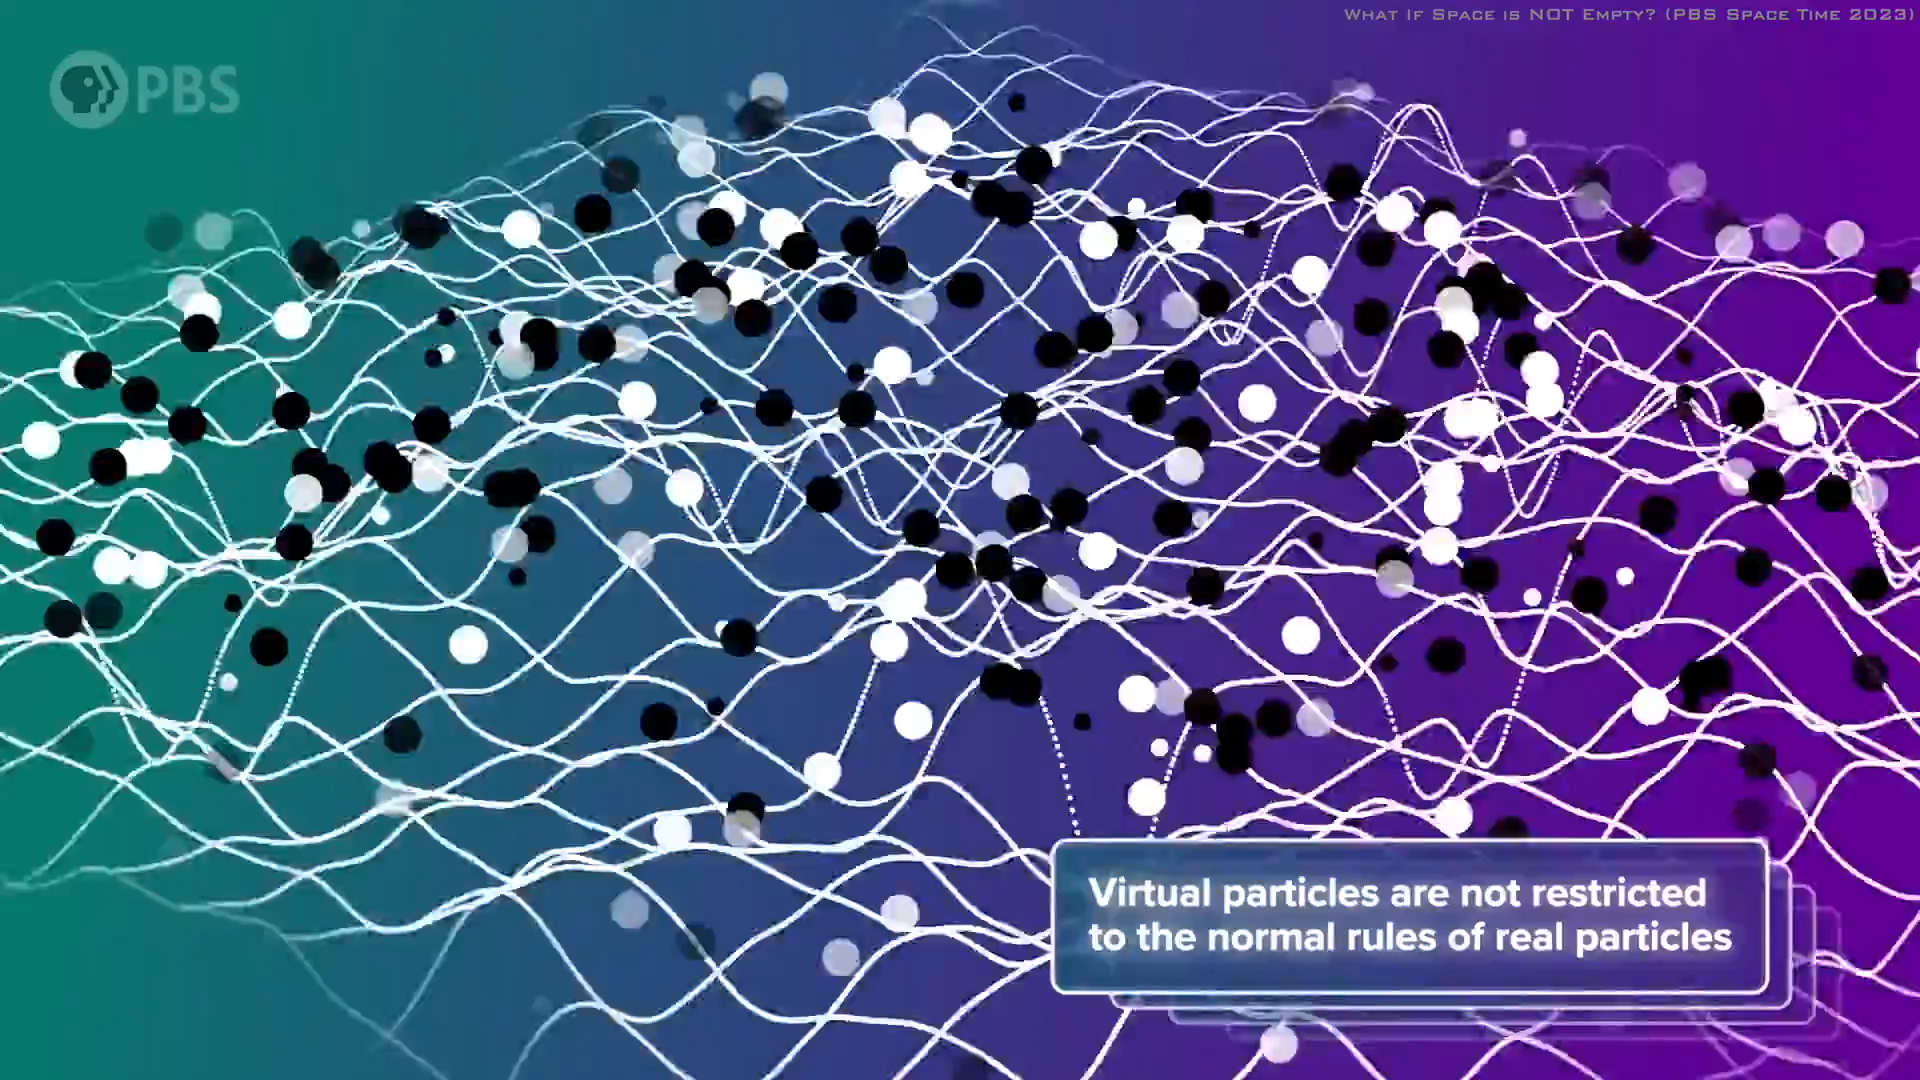 What If Space is NOT Empty? (PBS Space Time 2023)
PBS
Virtual particles are not restricted
to the normal rules of real particles